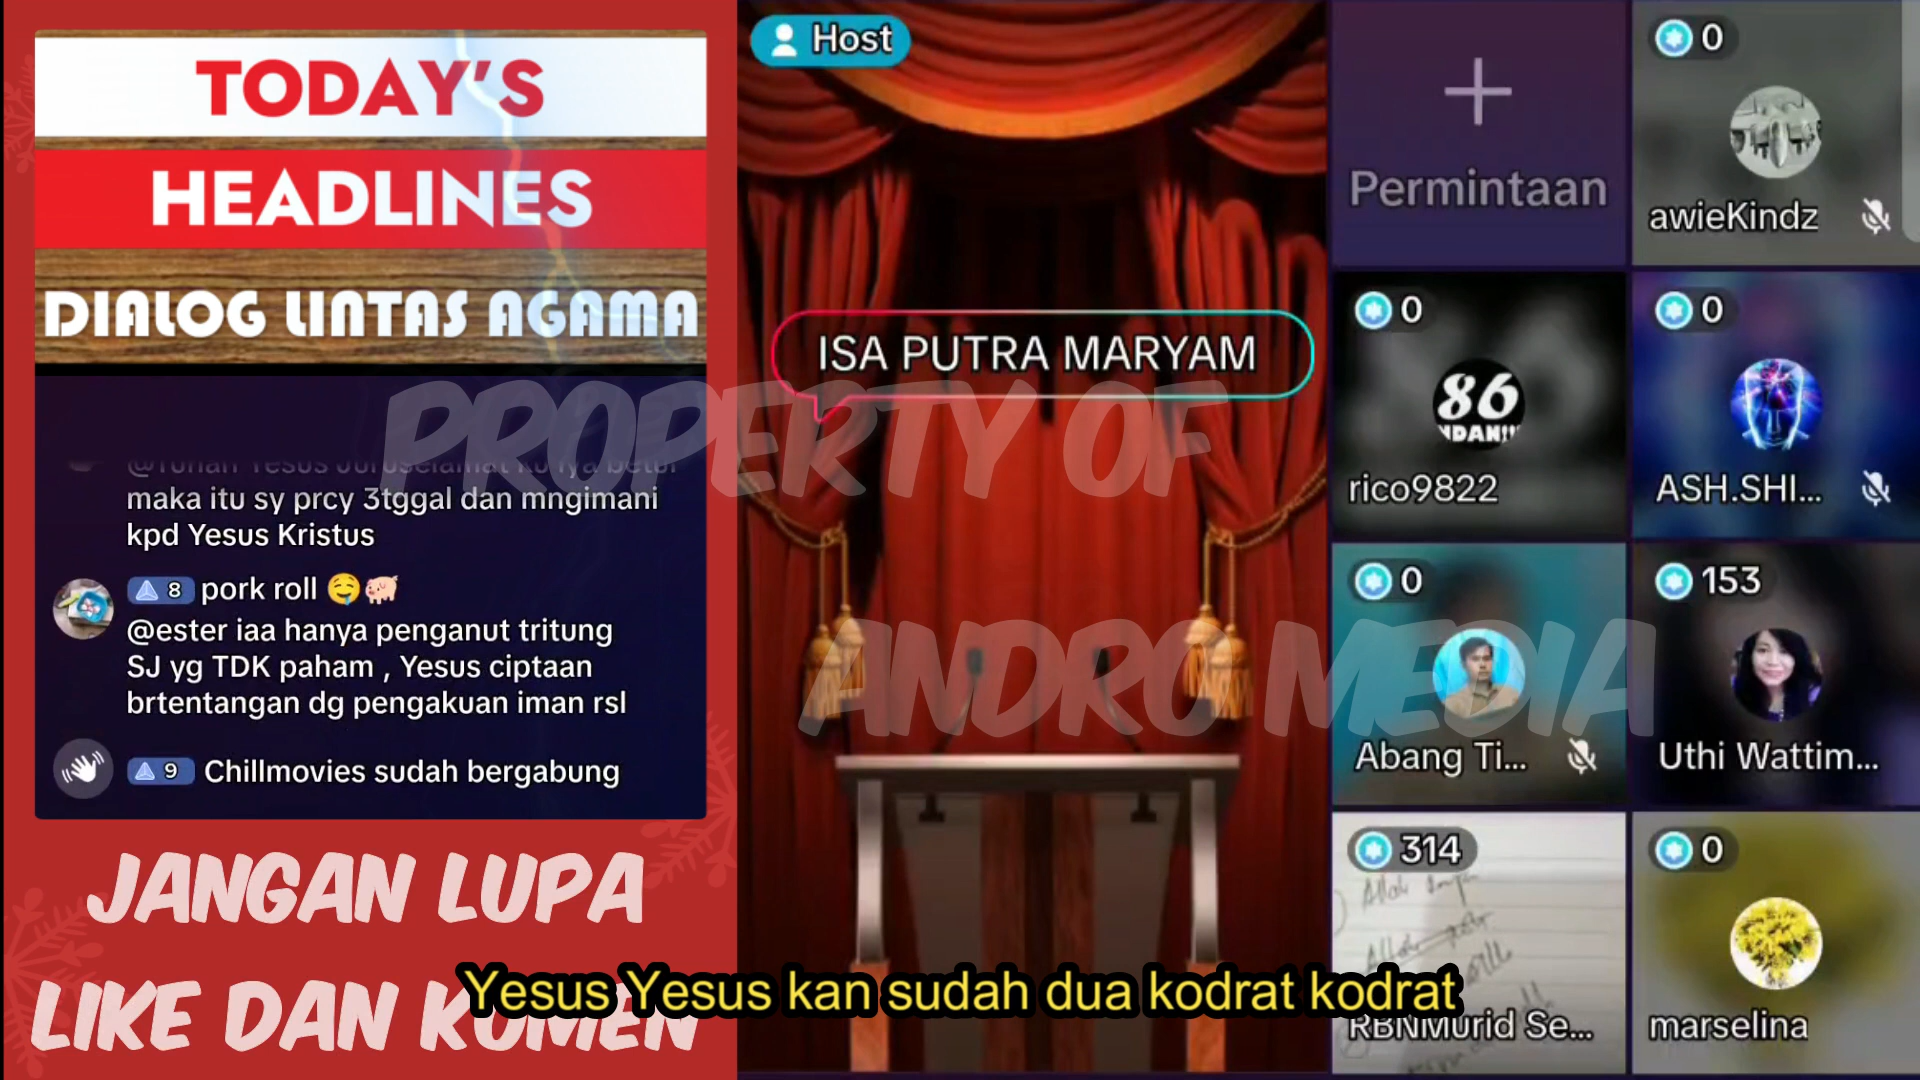 TODAY'S
HEADLINES
DIALOG LINTAS AGAMA
maka itu sy prcy 3tggal dan mngimani
kpd Yesus Kristus
8 pork roll 🤤🐖
@ester iaa hanya penganut tritung
SJ yg TDK paham , Yesus ciptaan
brtentangan dg pengakuan iman rsl
9 Chillmovies sudah bergabung
JANGAN LUPA
LIKE DAN KOMEN
Host
ISA PUTRA MARYAM
PROPERTY OF
ANDRO MEDIA
Yesus Yesus kan sudah dua kodrat kodrat
Permintaan
0
awieKindz
0
86
rico9822
0
ASH.SHI...
0
Abang Ti...
153
Uthi Wattim...
314
RBNMurid Se...
0
marselina